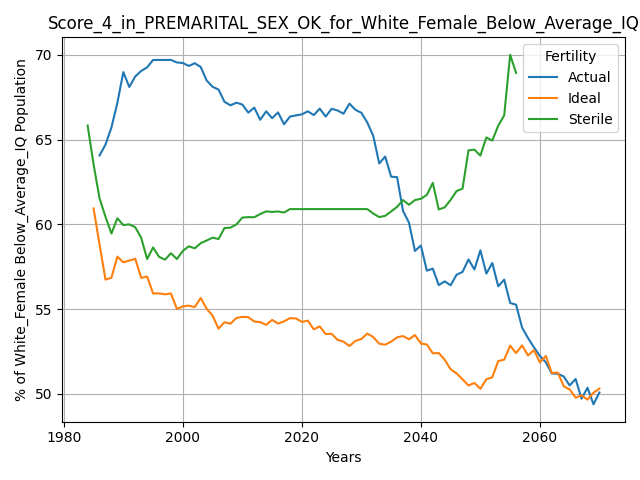 Score_4_in_PREMARITAL_SEX_OK_for_White_Female_Below_Average_IQ
% of White_Female Below_Average_IQ Population
70
65
60
55
50
Fertility
Actual
Ideal
Sterile
1980 2000 2020 2040 2060
Years